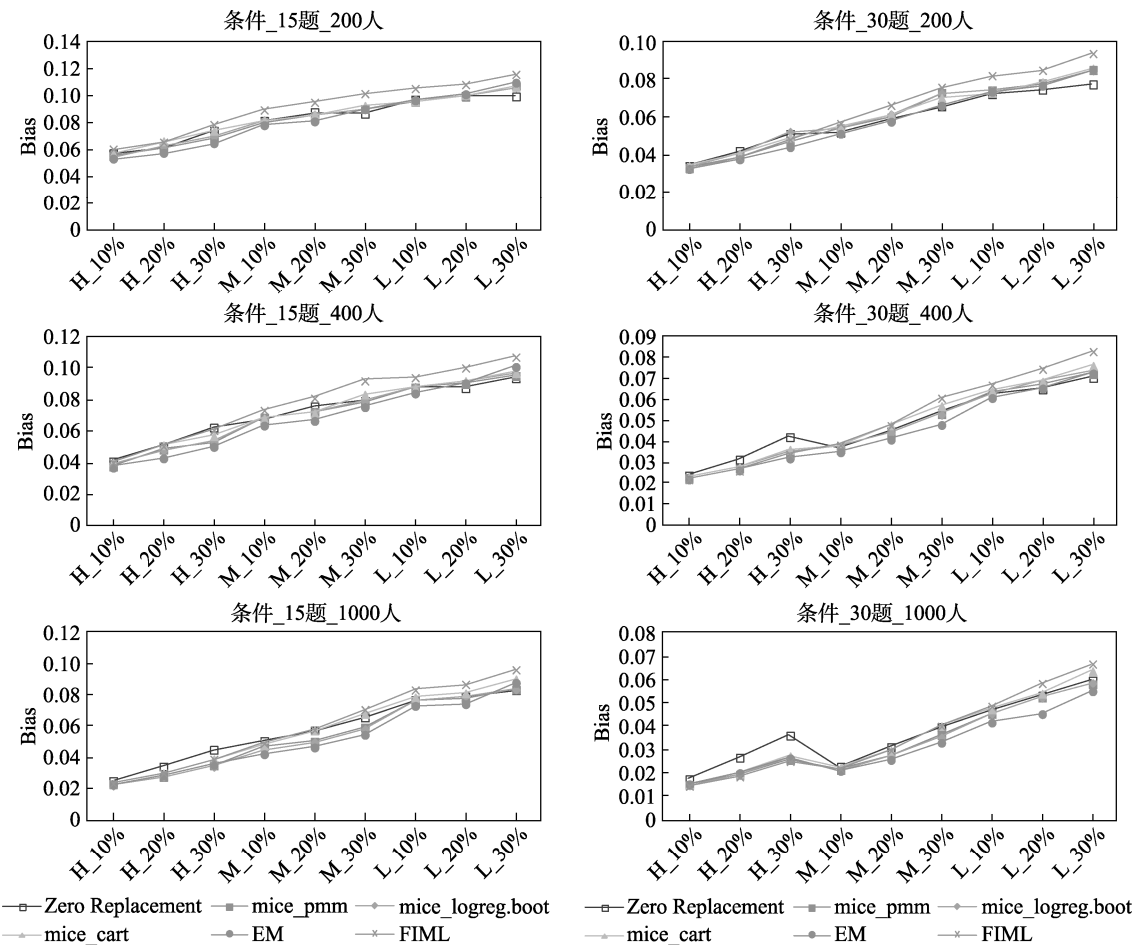 条件_15题_200人
0.14
0.12
0.10
0.08
0.06
0.04
0.02
0
Bias
H_10% H_20% H_30% M_10% M_20% M_30% L_10% L_20% L_30%
条件_30题_200人
0.10
0.08
0.06
0.04
0.02
0
Bias
H_10% H_20% H_30% M_10% M_20% M_30% L_10% L_20% L_30%
条件_15题_400人
0.12
0.10
0.08
0.06
0.04
0.02
0
Bias
H_10% H_20% H_30% M_10% M_20% M_30% L_10% L_20% L_30%
条件_30题_400人
0.09
0.08
0.07
0.06
0.05
0.04
0.03
0.02
0.01
0
Bias
H_10% H_20% H_30% M_10% M_20% M_30% L_10% L_20% L_30%
条件_15题_1000人
0.12
0.10
0.08
0.06
0.04
0.02
0
Bias
H_10% H_20% H_30% M_10% M_20% M_30% L_10% L_20% L_30%
条件_30题_1000人
0.08
0.07
0.06
0.05
0.04
0.03
0.02
0.01
0
Bias
H_10% H_20% H_30% M_10% M_20% M_30% L_10% L_20% L_30%
Zero Replacement mice_pmm mice_logreg.boot
mice_cart EM FIML
Zero Replacement mice_pmm mice_logreg.boot
mice_cart EM FIML